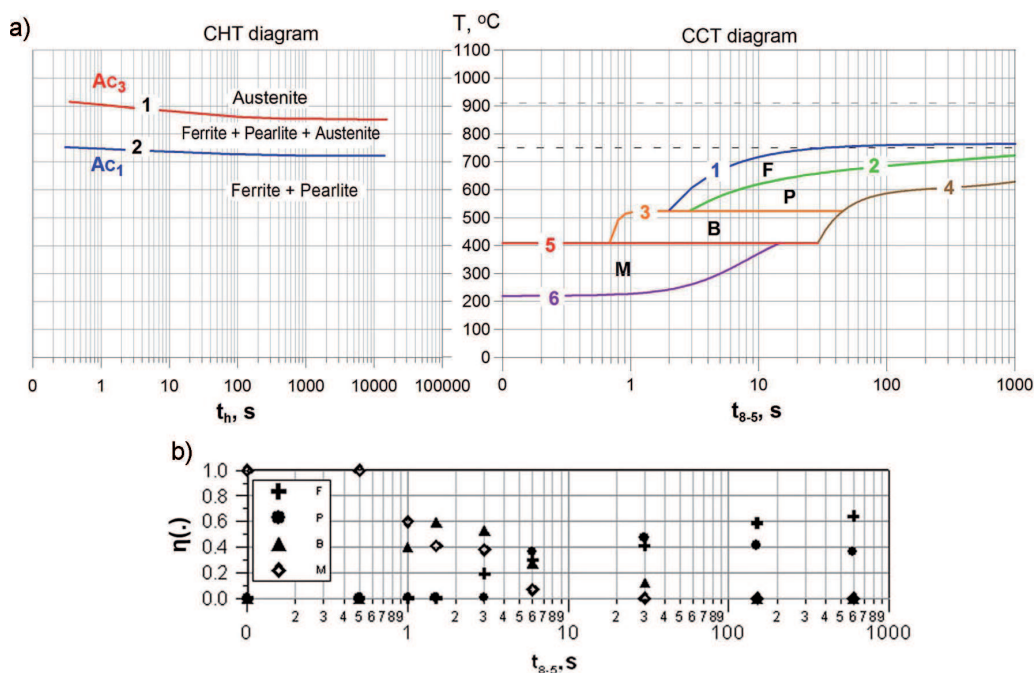 a)
CHT diagram
T, °C
CCT diagram
1100
1000
900
800
700
600
500
400
300
200
100
0
Ac3
1
Austenite
Ferrite + Pearlite + Austenite
2
Ac1
Ferrite + Pearlite
0 1 10 100 1000 10000 100000
th, s
1
F
2
P
3
B
4
5
M
6
0 1 10 100 1000
t8-5, s
b)
η(.)
1.0
0.8
0.6
0.4
0.2
0.0
F
P
B
M
2 3 4 5 6 7 8 9 2 3 4 5 6 7 8 9 2 3 4 5 6 7 8 9 2 3 4 5 6 7 8 9
0 1 10 100 1000
t8-5, s